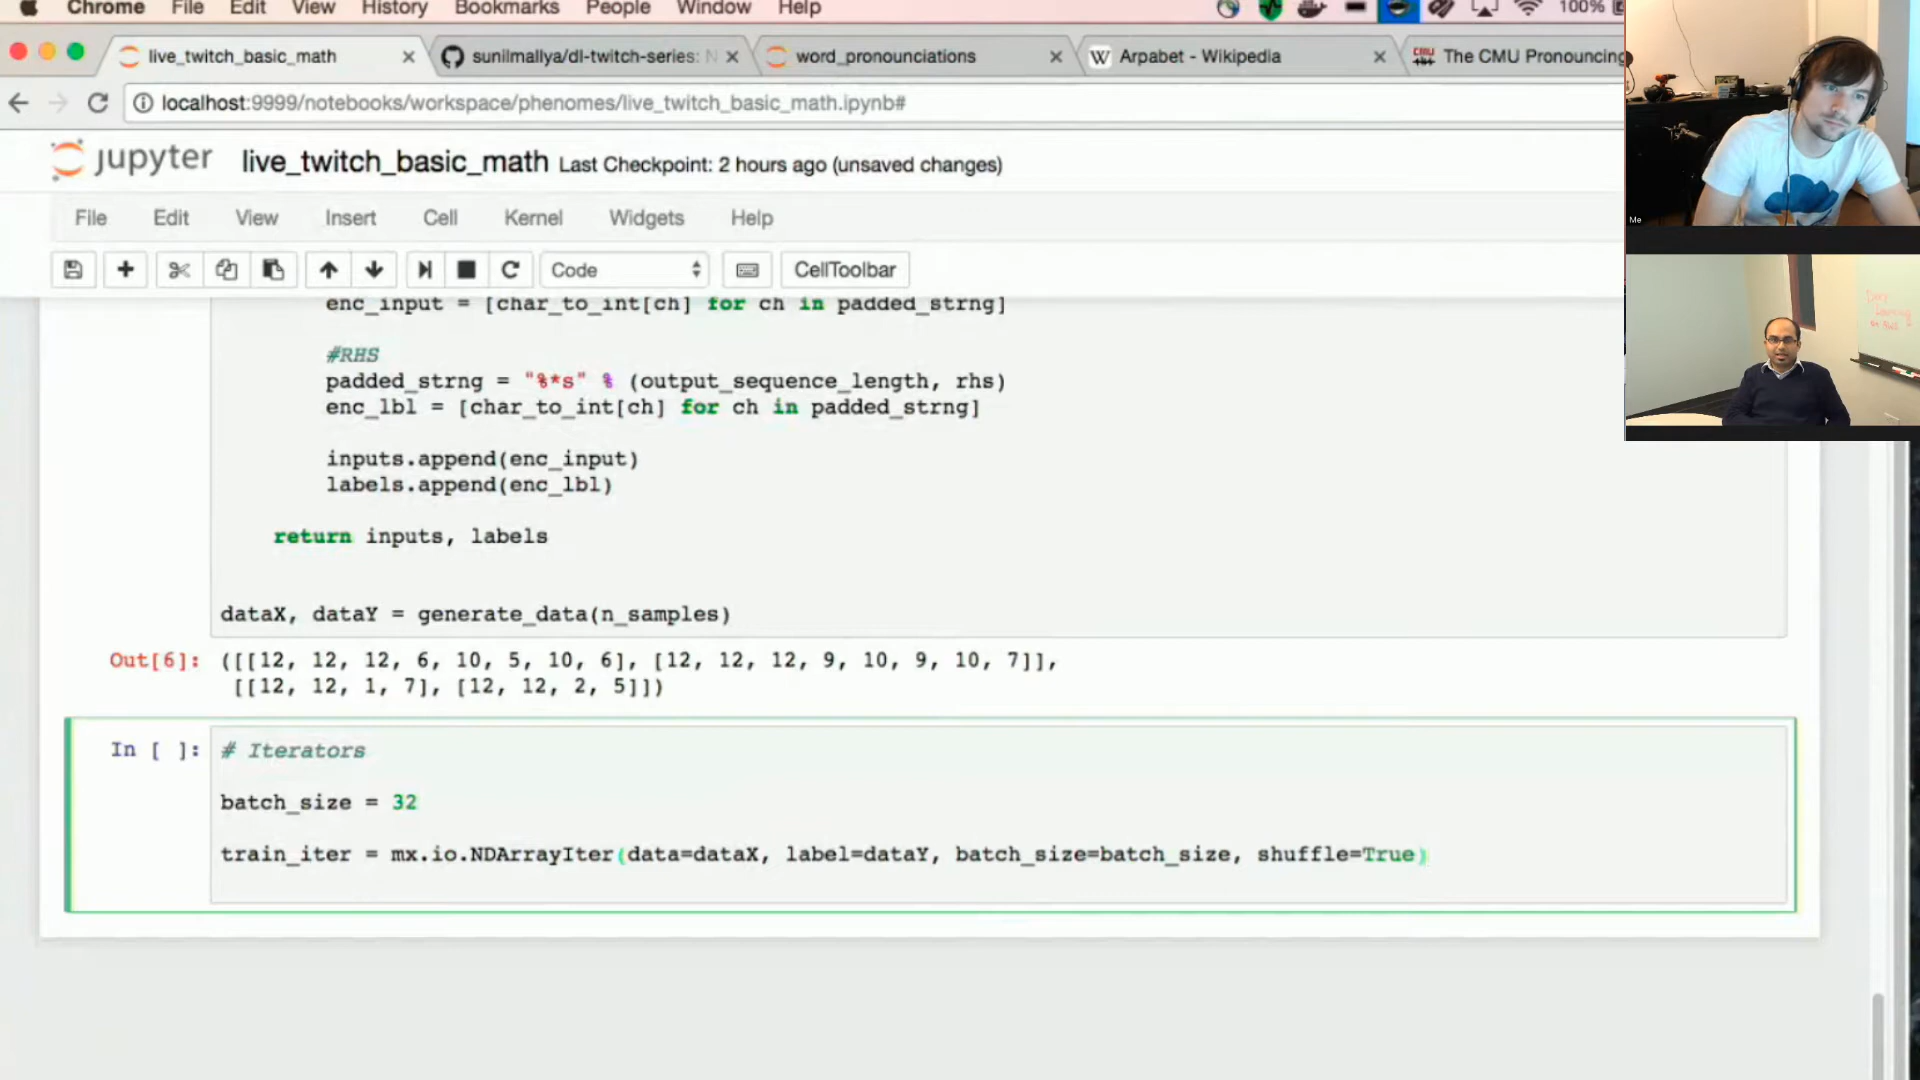 Chrome File Edit View History Bookmarks People Window Help 100%
live_twitch_basic_math sunilmallya/dl-twitch-series: N word_pronounciations W Arpabet - Wikipedia CMU The CMU Pronouncing
localhost:9999/notebooks/workspace/phenomes/live_twitch_basic_math.ipynb#
jupyter live_twitch_basic_math Last Checkpoint: 2 hours ago (unsaved changes)
File Edit View Insert Cell Kernel Widgets Help
Code CellToolbar
enc_input = [char_to_int[ch] for ch in padded_strng]
#RHS
padded_strng = "%*s" % (output_sequence_length, rhs)
enc_lbl = [char_to_int[ch] for ch in padded_strng]
inputs.append(enc_input)
labels.append(enc_lbl)
return inputs, labels
dataX, dataY = generate_data(n_samples)
Out[6]: ([[12, 12, 12, 6, 10, 5, 10, 6], [12, 12, 12, 9, 10, 9, 10, 7]],
[[12, 12, 1, 7], [12, 12, 2, 5]])
In [ ]: # Iterators
batch_size = 32
train_iter = mx.io.NDArrayIter(data=dataX, label=dataY, batch_size=batch_size, shuffle=True)
Me